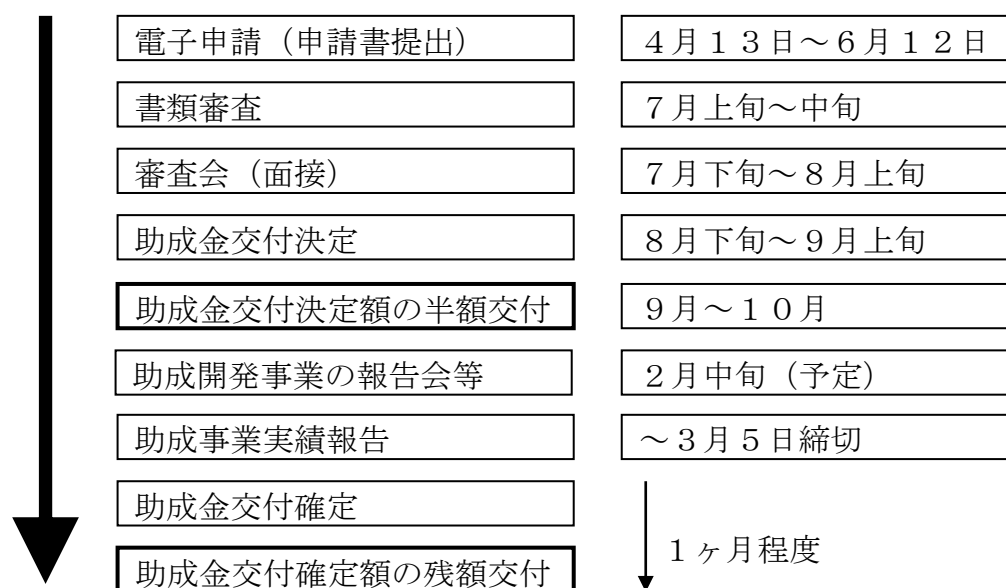 電子申請（申請書提出）　４月１３日～６月１２日
書類審査　７月上旬～中旬
審査会（面接）　７月下旬～８月上旬
助成金交付決定　８月下旬～９月上旬
助成金交付決定額の半額交付　９月～１０月
助成開発事業の報告会等　２月中旬（予定）
助成事業実績報告　～３月５日締切
助成金交付確定
１ヶ月程度
助成金交付確定額の残額交付